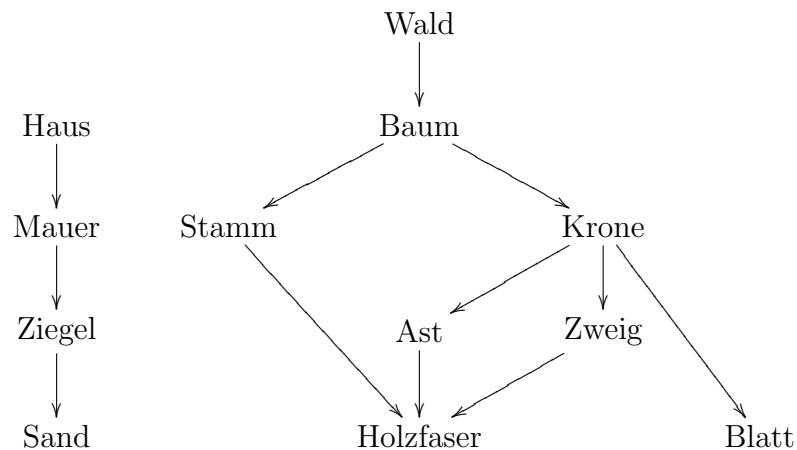 Wald
Haus Baum
Mauer Stamm Krone
Ziegel Ast Zweig
Sand Holzfaser Blatt